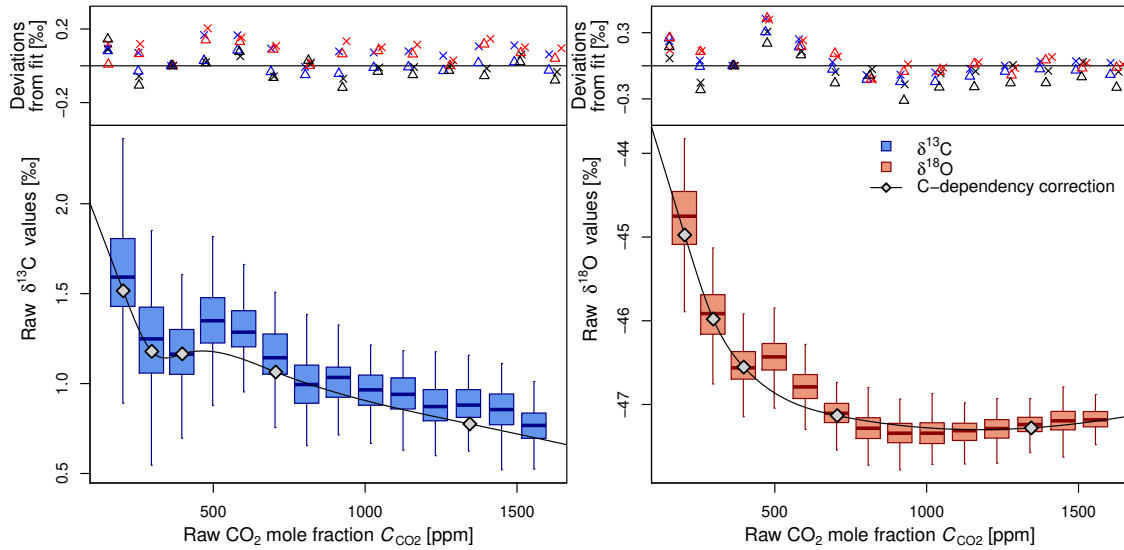 Deviations
from fit [‰]
0.2
-0.2
Raw δ¹³C values [‰]
2.0
1.5
1.0
0.5
500
1000
1500
Raw CO₂ mole fraction C_CO2 [ppm]
Deviations
from fit [‰]
0.3
-0.3
Raw δ¹⁸O values [‰]
-44
-45
-46
-47
δ¹³C
δ¹⁸O
C-dependency correction
500
1000
1500
Raw CO₂ mole fraction C_CO2 [ppm]